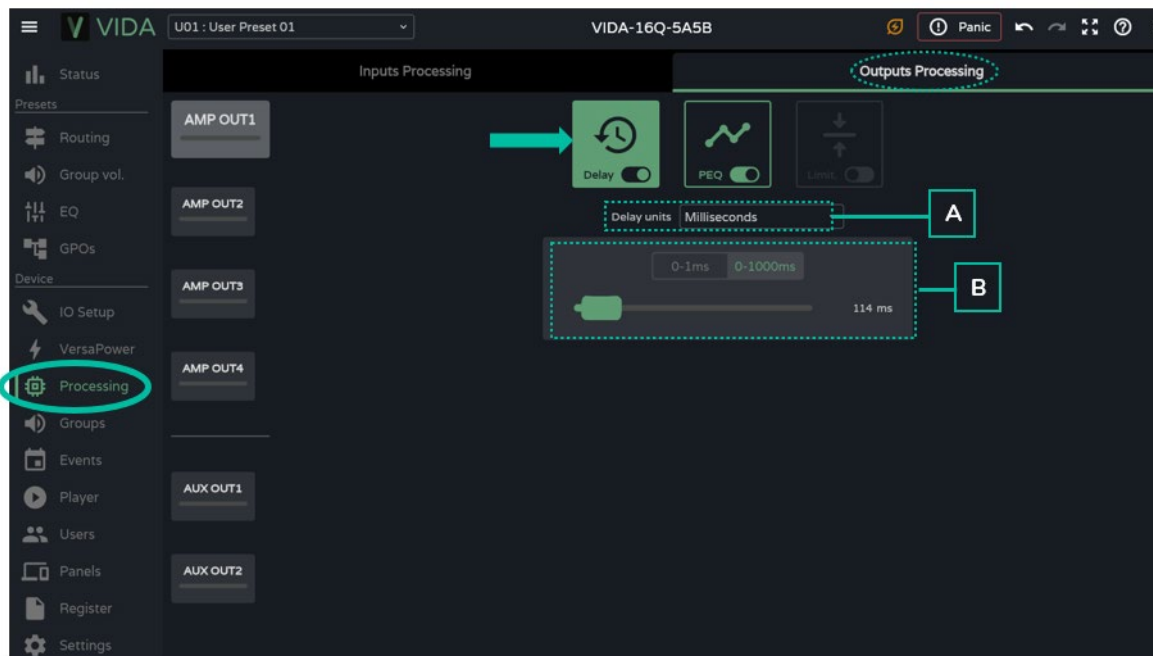 VIDA
U01 : User Preset 01
VIDA-16Q-5A5B
Panic
Status
Presets
Routing
Group vol.
EQ
GPOs
Device
IO Setup
VersaPower
Processing
Groups
Events
Player
Users
Panels
Register
Settings
Inputs Processing
Outputs Processing
AMP OUT1
AMP OUT2
AMP OUT3
AMP OUT4
AUX OUT1
AUX OUT2
Delay
PEQ
Limit.
Delay units Milliseconds
A
0-1ms 0-1000ms
114 ms
B